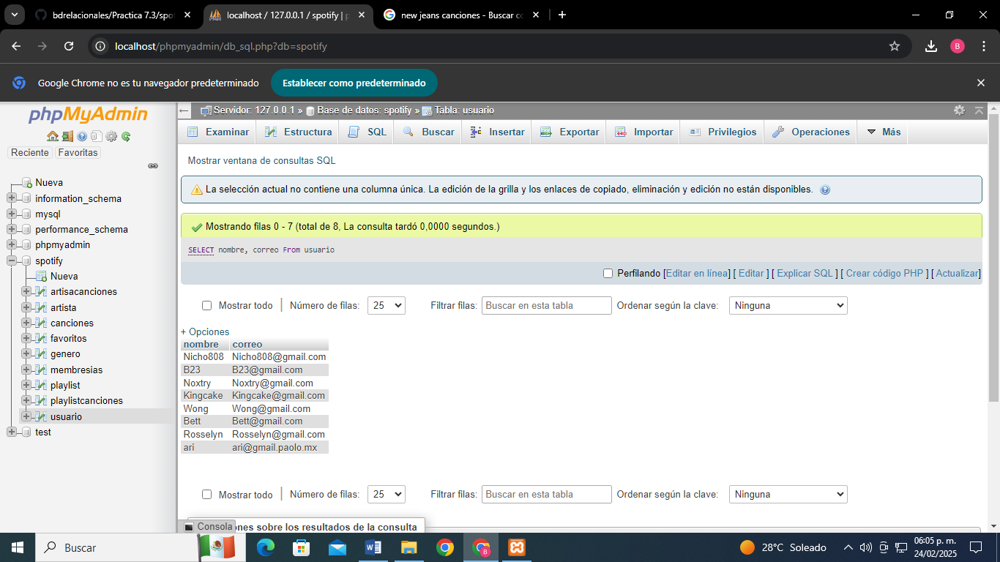 bdrelacionales/Practica 7.3/spot
localhost / 127.0.0.1 / spotify | p
new jeans canciones - Buscar co
localhost/phpmyadmin/db_sql.php?db=spotify
B
Google Chrome no es tu navegador predeterminado
Establecer como predeterminado
phpMyAdmin
Reciente
Favoritas
Nueva
information_schema
mysql
performance_schema
phpmyadmin
spotify
Nueva
artisacanciones
artista
canciones
favoritos
genero
membresias
playlist
playlistcanciones
usuario
test
Servidor: 127.0.0.1 » Base de datos: spotify » Tabla: usuario
Examinar Estructura SQL Buscar Insertar Exportar Importar Privilegios Operaciones Más
Mostrar ventana de consultas SQL
La selección actual no contiene una columna única. La edición de la grilla y los enlaces de copiado, eliminación y edición no están disponibles.
Mostrando filas 0 - 7 (total de 8, La consulta tardó 0,0000 segundos.)
SELECT nombre, correo From usuario
Perfilando [Editar en línea] [ Editar ] [ Explicar SQL ] [ Crear código PHP ] [ Actualizar]
Mostrar todo | Número de filas: 25 Filtrar filas: Buscar en esta tabla Ordenar según la clave: Ninguna
+ Opciones
nombre correo
Nicho808 Nicho808@gmail.com
B23 B23@gmail.com
Noxtry Noxtry@gmail.com
Kingcake Kingcake@gmail.com
Wong Wong@gmail.com
Bett Bett@gmail.com
Rosselyn Rosselyn@gmail.com
ari ari@gmail.paolo.mx
Mostrar todo | Número de filas: 25 Filtrar filas: Buscar en esta tabla Ordenar según la clave: Ninguna
Consola
ones sobre los resultados de la consulta
Buscar
28°C Soleado
06:05 p. m.
24/02/2025